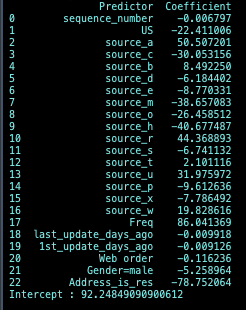 Predictor Coefficient
0 sequence_number -0.006797
1 US -22.411006
2 source_a 50.507201
3 source_c -30.053156
4 source_b 8.492250
5 source_d -6.184402
6 source_e -8.770331
7 source_m -38.657083
8 source_o -26.458512
9 source_h -40.677487
10 source_r 44.368893
11 source_s -6.741132
12 source_t 2.101116
13 source_u 31.975972
14 source_p -9.612636
15 source_x -7.786492
16 source_w 19.828616
17 Freq 86.041369
18 last_update_days_ago -0.009918
19 1st_update_days_ago -0.009126
20 Web order -0.116236
21 Gender=male -5.258964
22 Address_is_res -78.752064
Intercept : 92.24849090900612